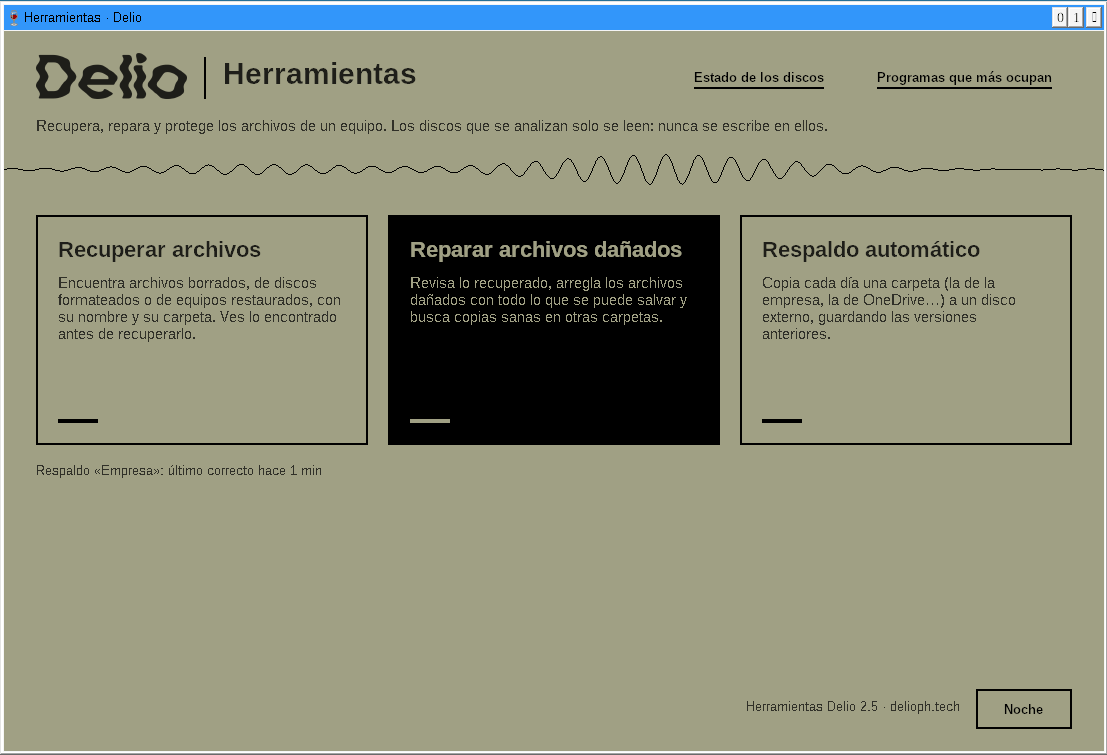 Herramientas · Delio
0 1
Delio
Herramientas
Estado de los discos
Programas que más ocupan
Recupera, repara y protege los archivos de un equipo. Los discos que se analizan solo se leen: nunca se escribe en ellos.
Recuperar archivos
Encuentra archivos borrados, de discos
formateados o de equipos restaurados, con
su nombre y su carpeta. Ves lo encontrado
antes de recuperarlo.
Reparar archivos dañados
Revisa lo recuperado, arregla los archivos
dañados con todo lo que se puede salvar y
busca copias sanas en otras carpetas.
Respaldo automático
Copia cada día una carpeta (la de la
empresa, la de OneDrive…) a un disco
externo, guardando las versiones
anteriores.
Respaldo «Empresa»: último correcto hace 1 min
Herramientas Delio 2.5 · delioph.tech
Noche